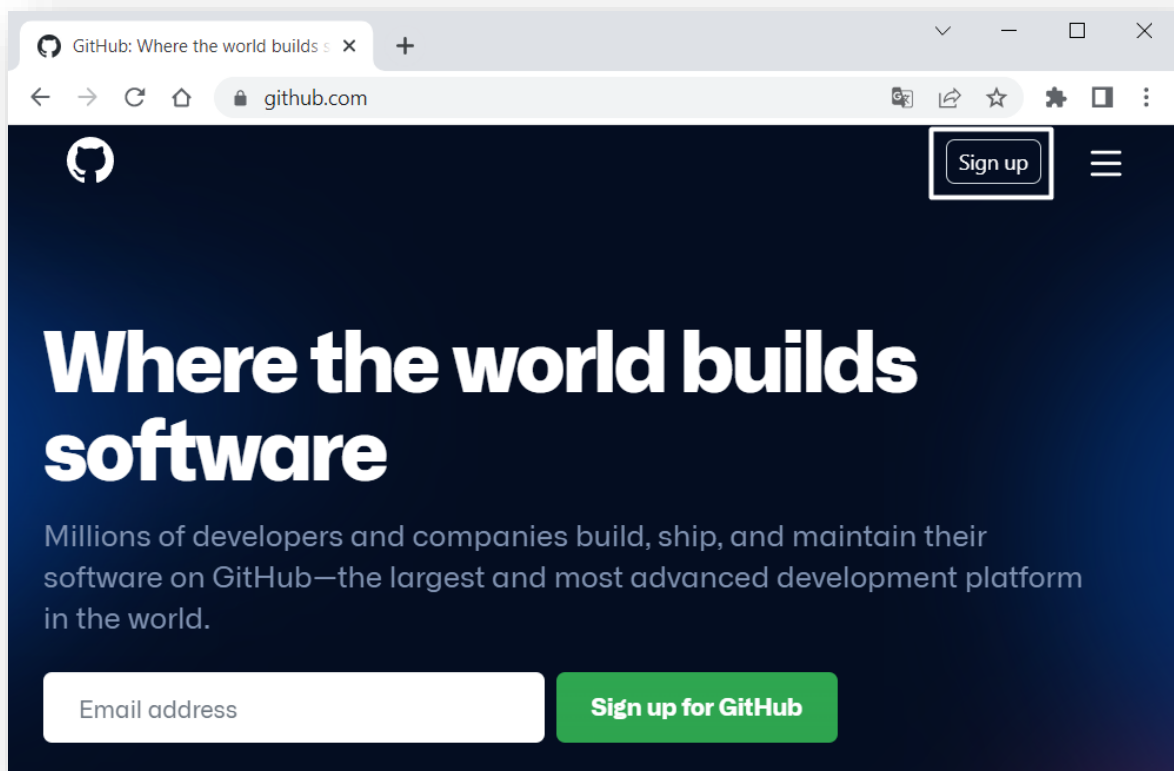 GitHub: Where the world builds s
github.com
Sign up
Where the world builds
software
Millions of developers and companies build, ship, and maintain their
software on GitHub—the largest and most advanced development platform
in the world.
Email address
Sign up for GitHub